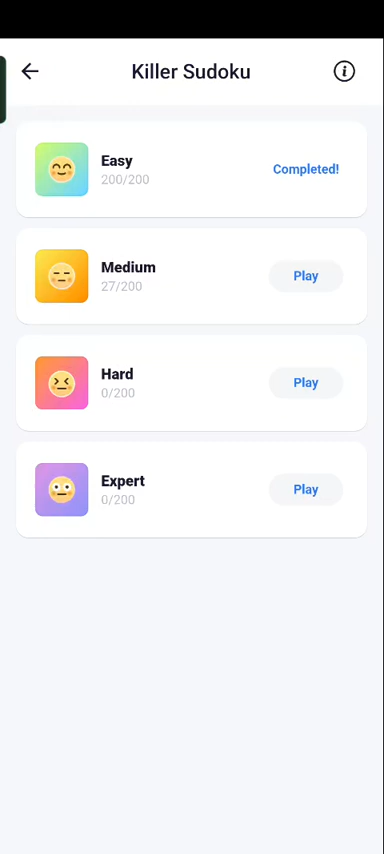 Killer Sudoku
Easy
200/200
Completed!
Medium
27/200
Play
Hard
0/200
Play
Expert
0/200
Play